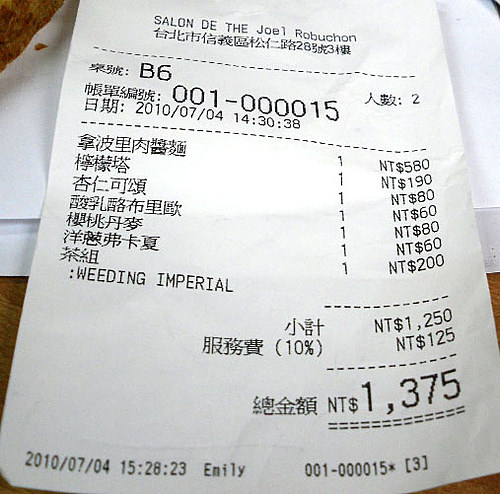 SALON DE THE Joel Robuchon
台北市信義區松仁路28號3樓
桌號: B6
帳單編號: 001-000015 人數: 2
日期: 2010/07/04 14:30:38
拿波里肉醬麵 1 NT$580
檸檬塔 1 NT$190
杏仁可頌 1 NT$80
酸乳酪布里歐 1 NT$60
櫻桃丹麥 1 NT$80
洋蔥弗卡夏 1 NT$60
茶組 1 NT$200
:WEEDING IMPERIAL
小計 NT$1,250
服務費 (10%) NT$125
總金額 NT$1,375
2010/07/04 15:28:23 Emily 001-000015* [3]